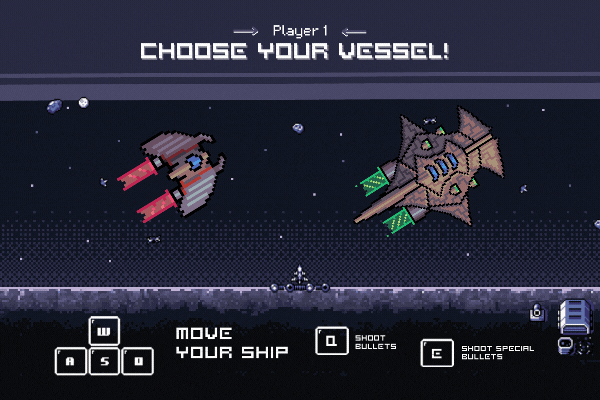 Player 1
CHOOSE YOUR VESSEL!
W
A S D
MOVE
YOUR SHIP
Q
SHOOT
BULLETS
E
SHOOT SPECIAL
BULLETS